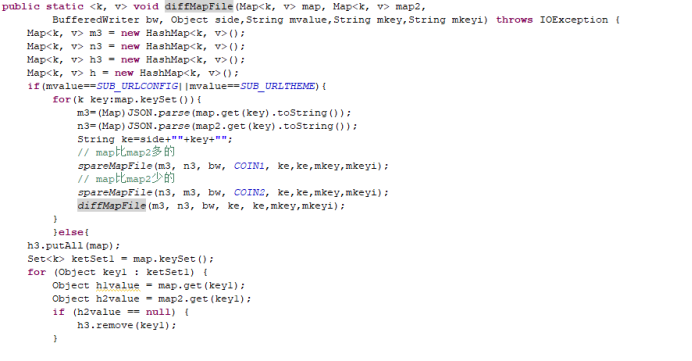 public static <k, v> void diffMapFile(Map<k, v> map, Map<k, v> map2,
BufferedWriter bw, Object side,String mvalue,String mkey,String mkeyi) throws IOException {
Map<k, v> m3 = new HashMap<k, v>();
Map<k, v> n3 = new HashMap<k, v>();
Map<k, v> h3 = new HashMap<k, v>();
Map<k, v> h = new HashMap<k, v>();
if(mvalue==SUB_URLCONFIG||mvalue==SUB_URLTHEME){
for(k key:map.keySet()){
m3=(Map)JSON.parse(map.get(key).toString());
n3=(Map)JSON.parse(map2.get(key).toString());
String ke=side+""+key+"";
// map比map2多的
spareMapFile(m3, n3, bw, COIN1, ke,ke,mkey,mkeyi);
// map比map2少的
spareMapFile(n3, m3, bw, COIN2, ke,ke,mkey,mkeyi);
diffMapFile(m3, n3, bw, ke, ke,mkey,mkeyi);
}
}else{
h3.putAll(map);
Set<k> ketSet1 = map.keySet();
for (Object key1 : ketSet1) {
Object h1value = map.get(key1);
Object h2value = map2.get(key1);
if (h2value == null) {
h3.remove(key1);
}